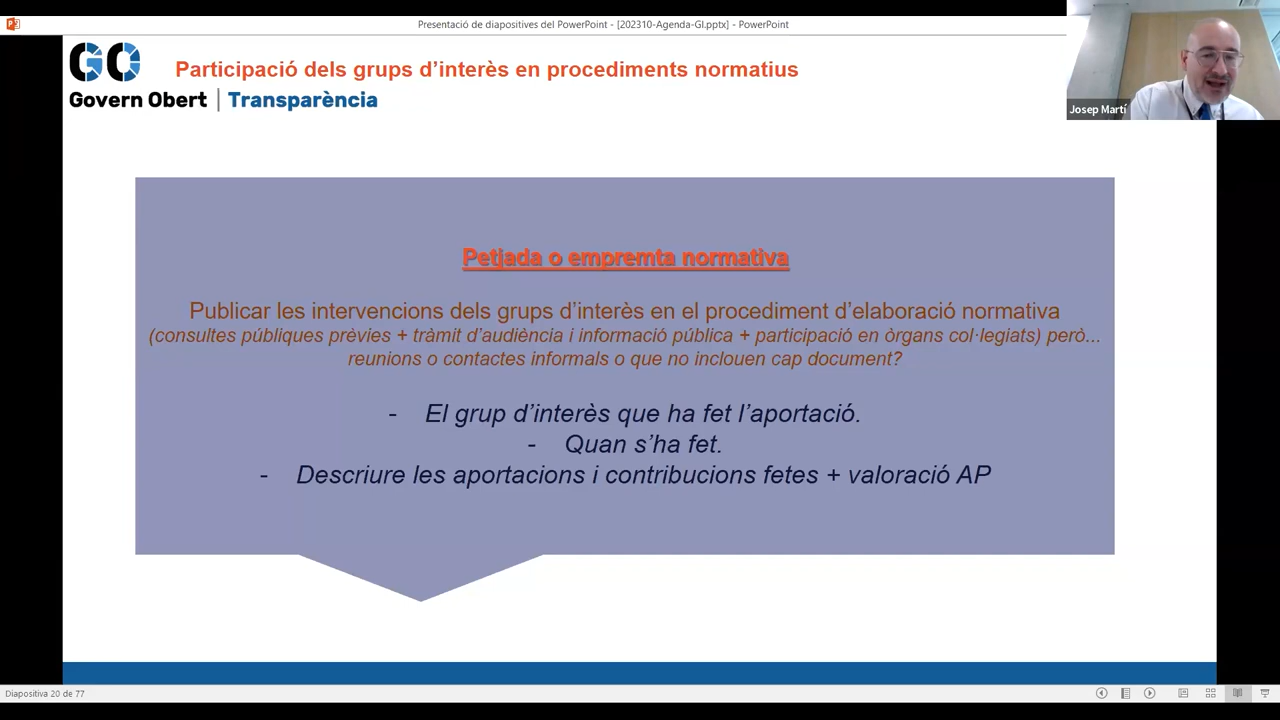 Presentació de diapositives del PowerPoint - [202310-Agenda-GI.pptx] - PowerPoint
GO
Participació dels grups d’interès en procediments normatius
Govern Obert | Transparència
Josep Martí
Petjada o empremta normativa
Publicar les intervencions dels grups d’interès en el procediment d’elaboració normativa
(consultes públiques prèvies + tràmit d’audiència i informació pública + participació en òrgans col·legiats) però...
reunions o contactes informals o que no inclouen cap document?
- El grup d’interès que ha fet l’aportació.
- Quan s’ha fet.
- Descriure les aportacions i contribucions fetes + valoració AP
Diapositiva 20 de 77